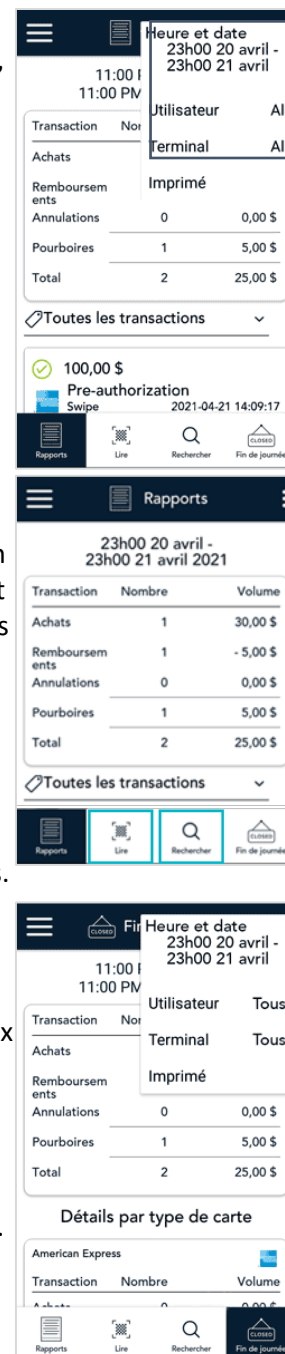 Heure et date
23h00 20 avril -
23h00 21 avril
11:00
11:00 PM
Utilisateur
Terminal
Imprimé
Transaction
Achats
Remboursem
ents
Annulations 0 0,00 $
Pourboires 1 5,00 $
Total 2 25,00 $
Toutes les transactions
100,00 $
Pre-authorization
Swipe 2021-04-21 14:09:17
Rapports Lire Rechercher CLOSED Fin de journée
Rapports
23h00 20 avril -
23h00 21 avril 2021
Transaction Nombre Volume
Achats 1 30,00 $
Remboursem
ents 1 - 5,00 $
Annulations 0 0,00 $
Pourboires 1 5,00 $
Total 2 25,00 $
Toutes les transactions
Rapports Lire Rechercher CLOSED Fin de journée
CLOSED
Heure et date
23h00 20 avril -
23h00 21 avril
11:00
11:00 PM
Utilisateur Tous
Terminal Tous
Imprimé
Transaction
Achats
Remboursem
ents
Annulations 0 0,00 $
Pourboires 1 5,00 $
Total 2 25,00 $
Détails par type de carte
American Express
Transaction Nombre Volume
Rapports Lire Rechercher CLOSED Fin de journée